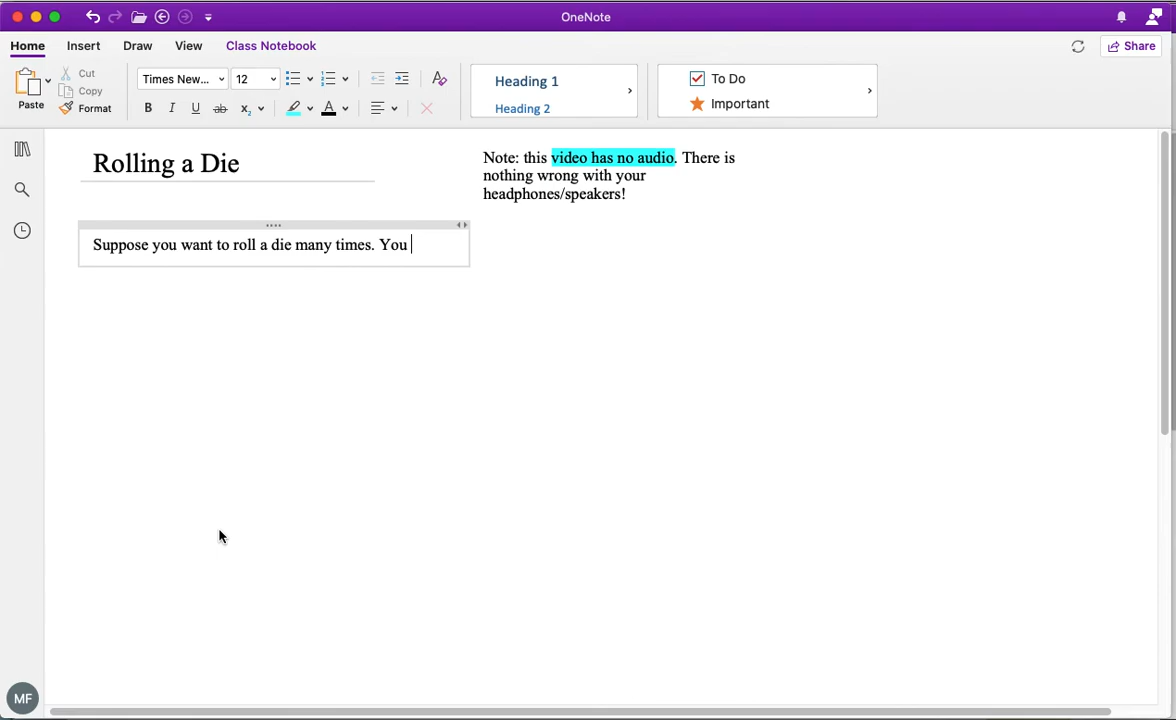 OneNote
Home Insert Draw View Class Notebook
Share
Paste
Cut
Copy
Format
Times New... 12
B I U ab x A
Heading 1
Heading 2
To Do
Important
Rolling a Die
Note: this video has no audio. There is
nothing wrong with your
headphones/speakers!
Suppose you want to roll a die many times. You
MF